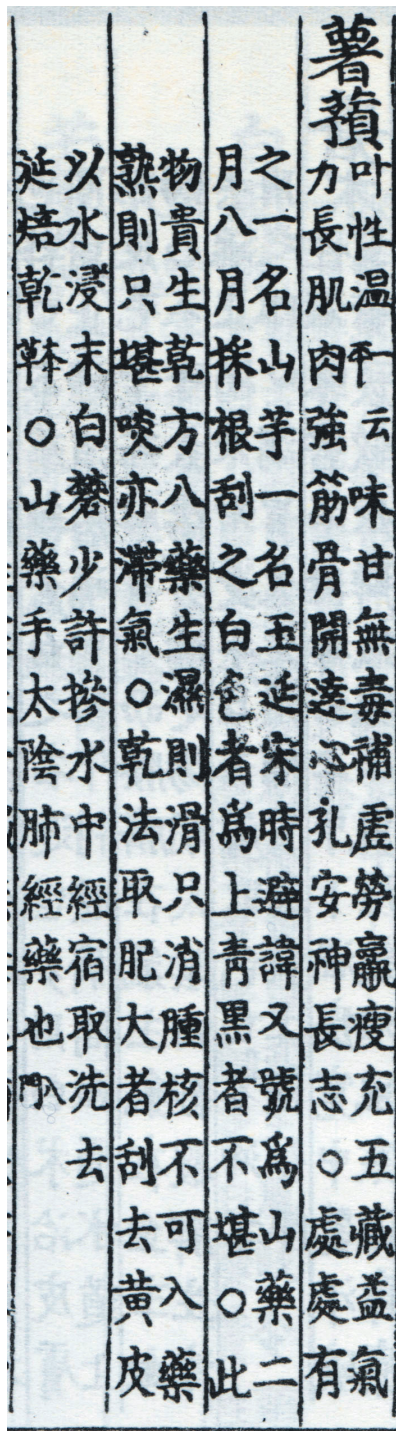 薯蕷
마性温一云平味甘無毒補虛勞羸瘦充五藏益氣
力長肌肉強筋骨開達心孔安神長志○處處有
之一名山芋一名玉延宋時避諱又號爲山藥二
月八月採根刮之白色者爲上靑黑者不堪○此
物貴生乾方入藥生濕則滑只消腫核不可入藥
熟則只堪啖亦滯氣○乾法取肥大者刮去黃皮
以水浸末白礬少許摻水中經宿取洗去
延焙乾本草○山藥手太陰肺經藥也入門